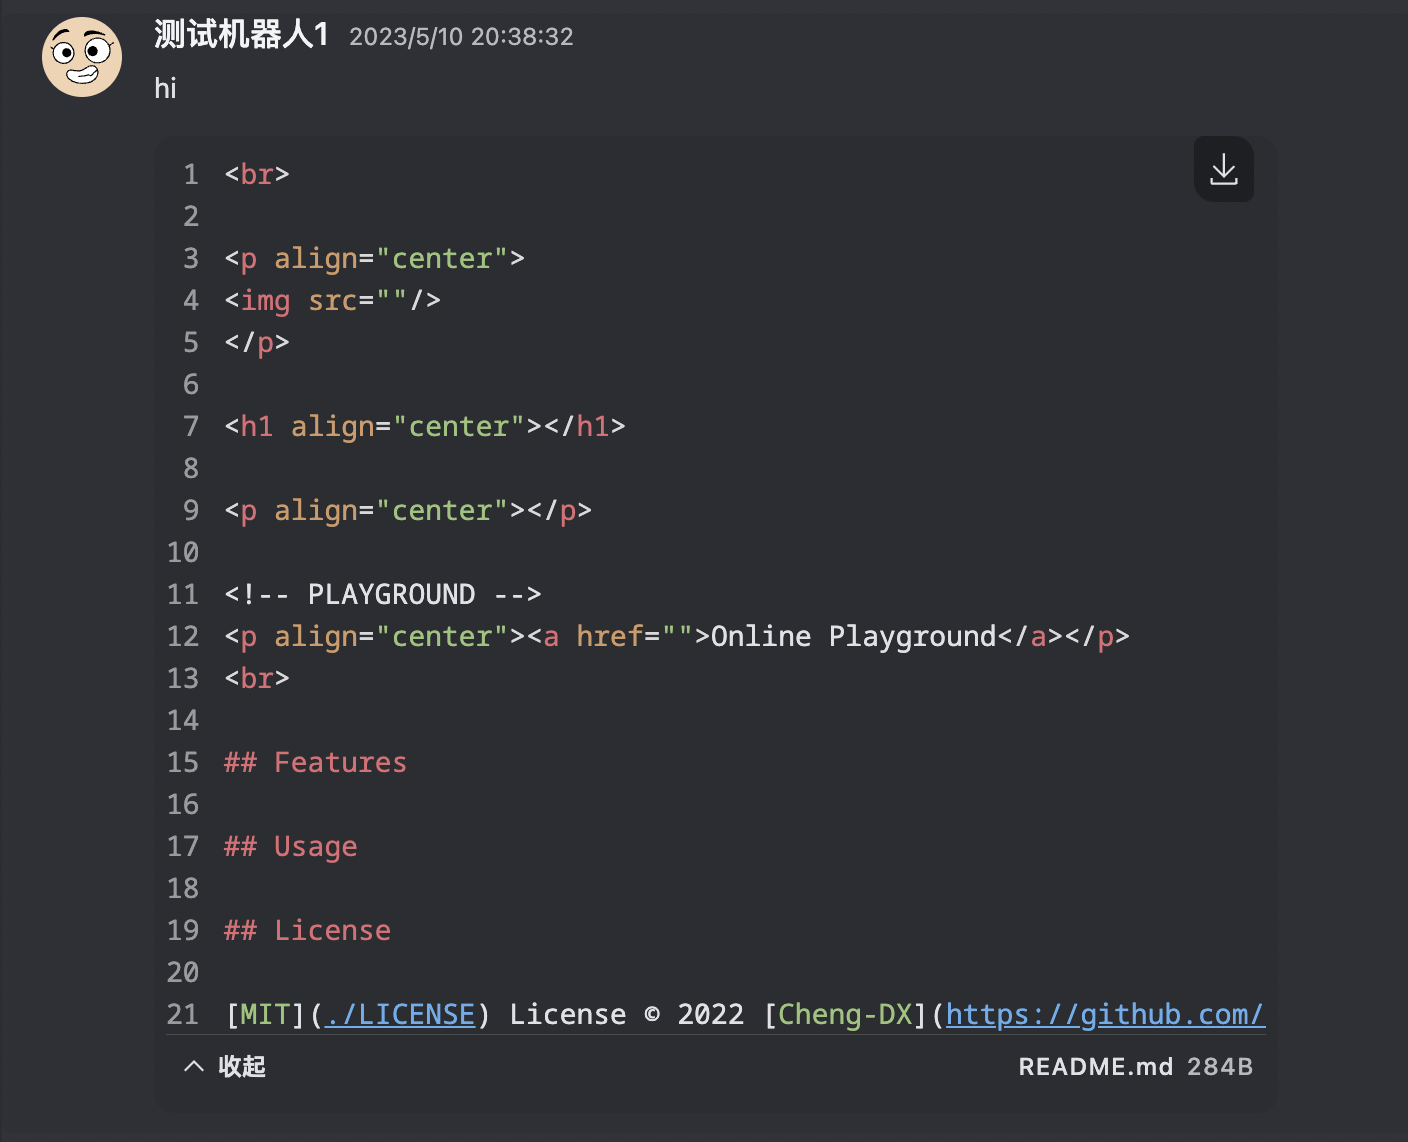 测试机器人1 2023/5/10 20:38:32
hi
1 <br>
2
3 <p align="center">
4 <img src=""/>
5 </p>
6
7 <h1 align="center"></h1>
8
9 <p align="center"></p>
10
11 <!-- PLAYGROUND -->
12 <p align="center"><a href="">Online Playground</a></p>
13 <br>
14
15 ## Features
16
17 ## Usage
18
19 ## License
20
21 [MIT](./LICENSE) License © 2022 [Cheng-DX](https://github.com/
收起 README.md 284B